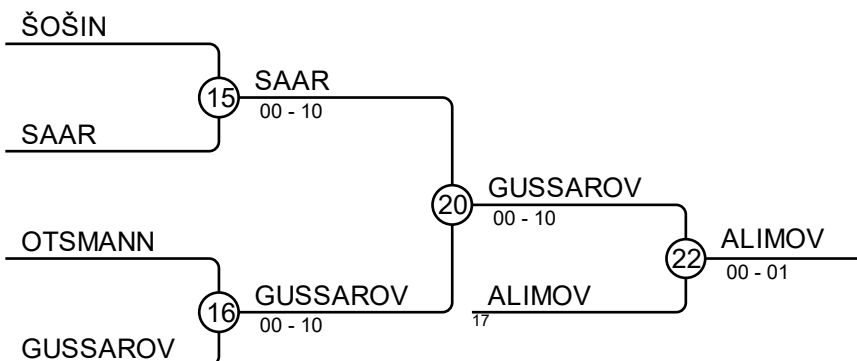 ŠOŠIN
15
SAAR
00 - 10
SAAR
20
GUSSAROV
00 - 10
OTSMANN
22
ALIMOV
00 - 01
16
GUSSAROV
00 - 10
ALIMOV
17
GUSSAROV